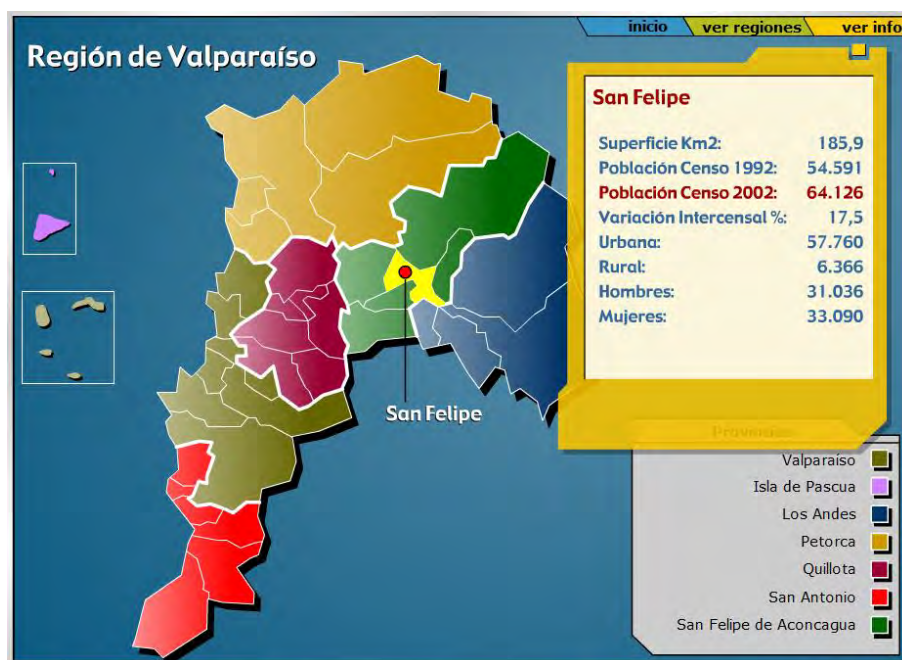 inicio
ver regiones
ver info
Región de Valparaíso
San Felipe
Superficie Km2: 185,9
Población Censo 1992: 54.591
Población Censo 2002: 64.126
Variación Intercensal %: 17,5
Urbana: 57.760
Rural: 6.366
Hombres: 31.036
Mujeres: 33.090
San Felipe
Provincias
Valparaíso
Isla de Pascua
Los Andes
Petorca
Quillota
San Antonio
San Felipe de Aconcagua